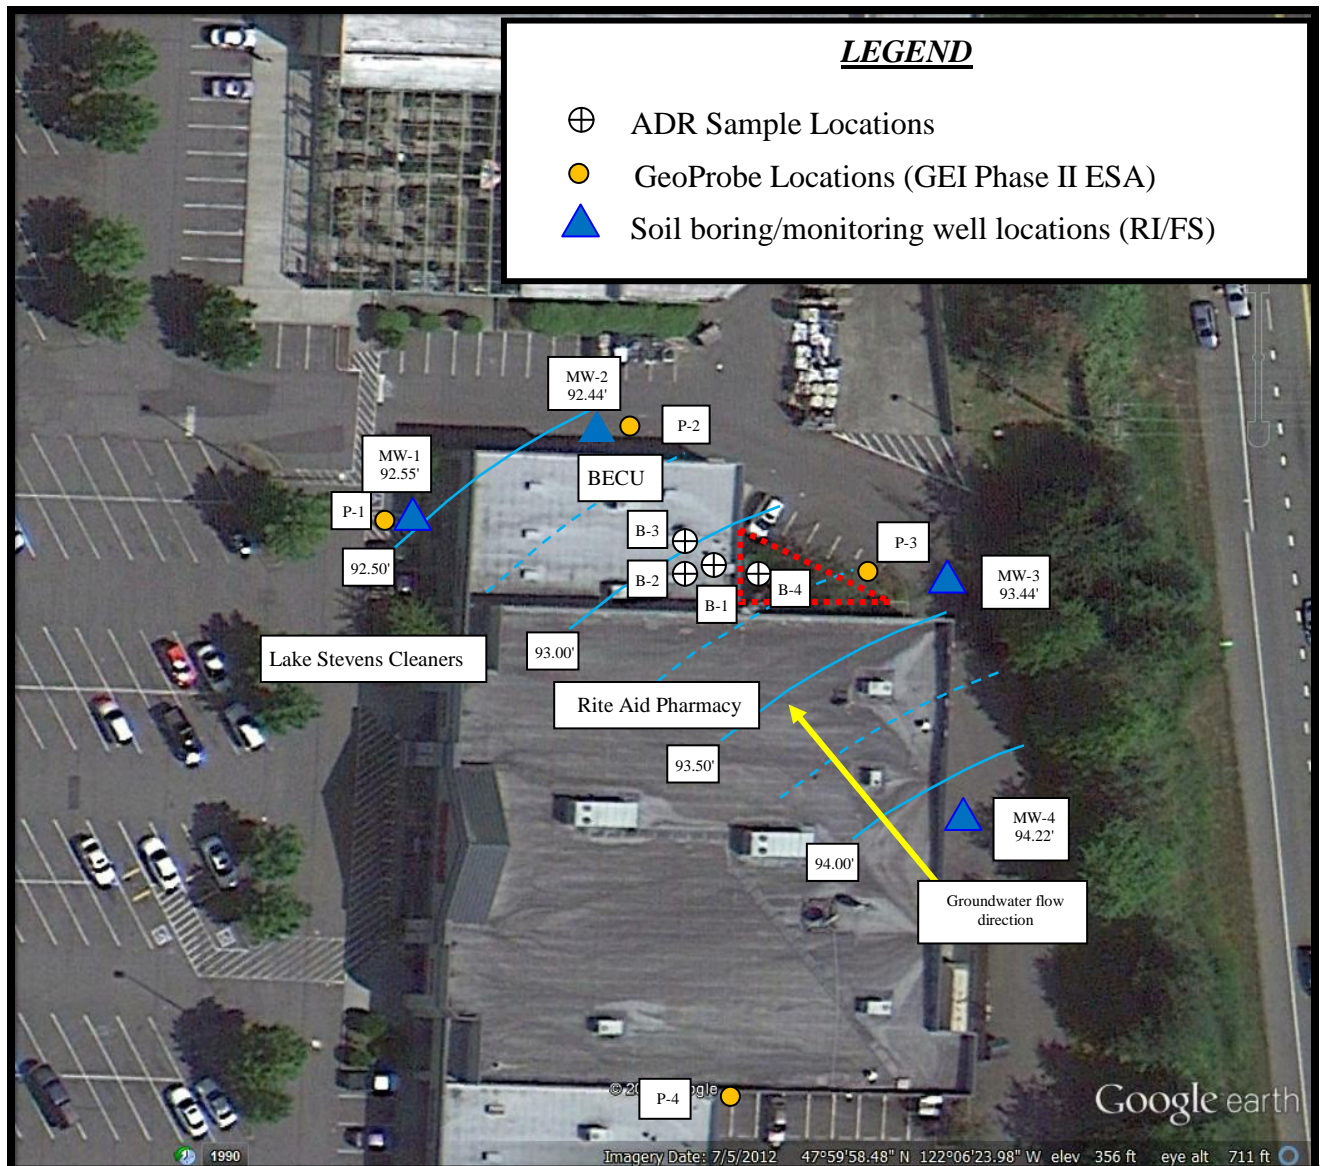 LEGEND
ADR Sample Locations
GeoProbe Locations (GEI Phase II ESA)
Soil boring/monitoring well locations (RI/FS)
MW-2
92.44'
P-2
MW-1
92.55'
BECU
P-1
B-3
P-3
92.50'
B-2
B-4
MW-3
93.44'
B-1
93.00'
Lake Stevens Cleaners
Rite Aid Pharmacy
93.50'
MW-4
94.22'
94.00'
Groundwater flow
direction
P-4
Google earth
1990
Imagery Date: 7/5/2012 47°59'58.48" N 122°06'23.98" W elev 356 ft eye alt 711 ft